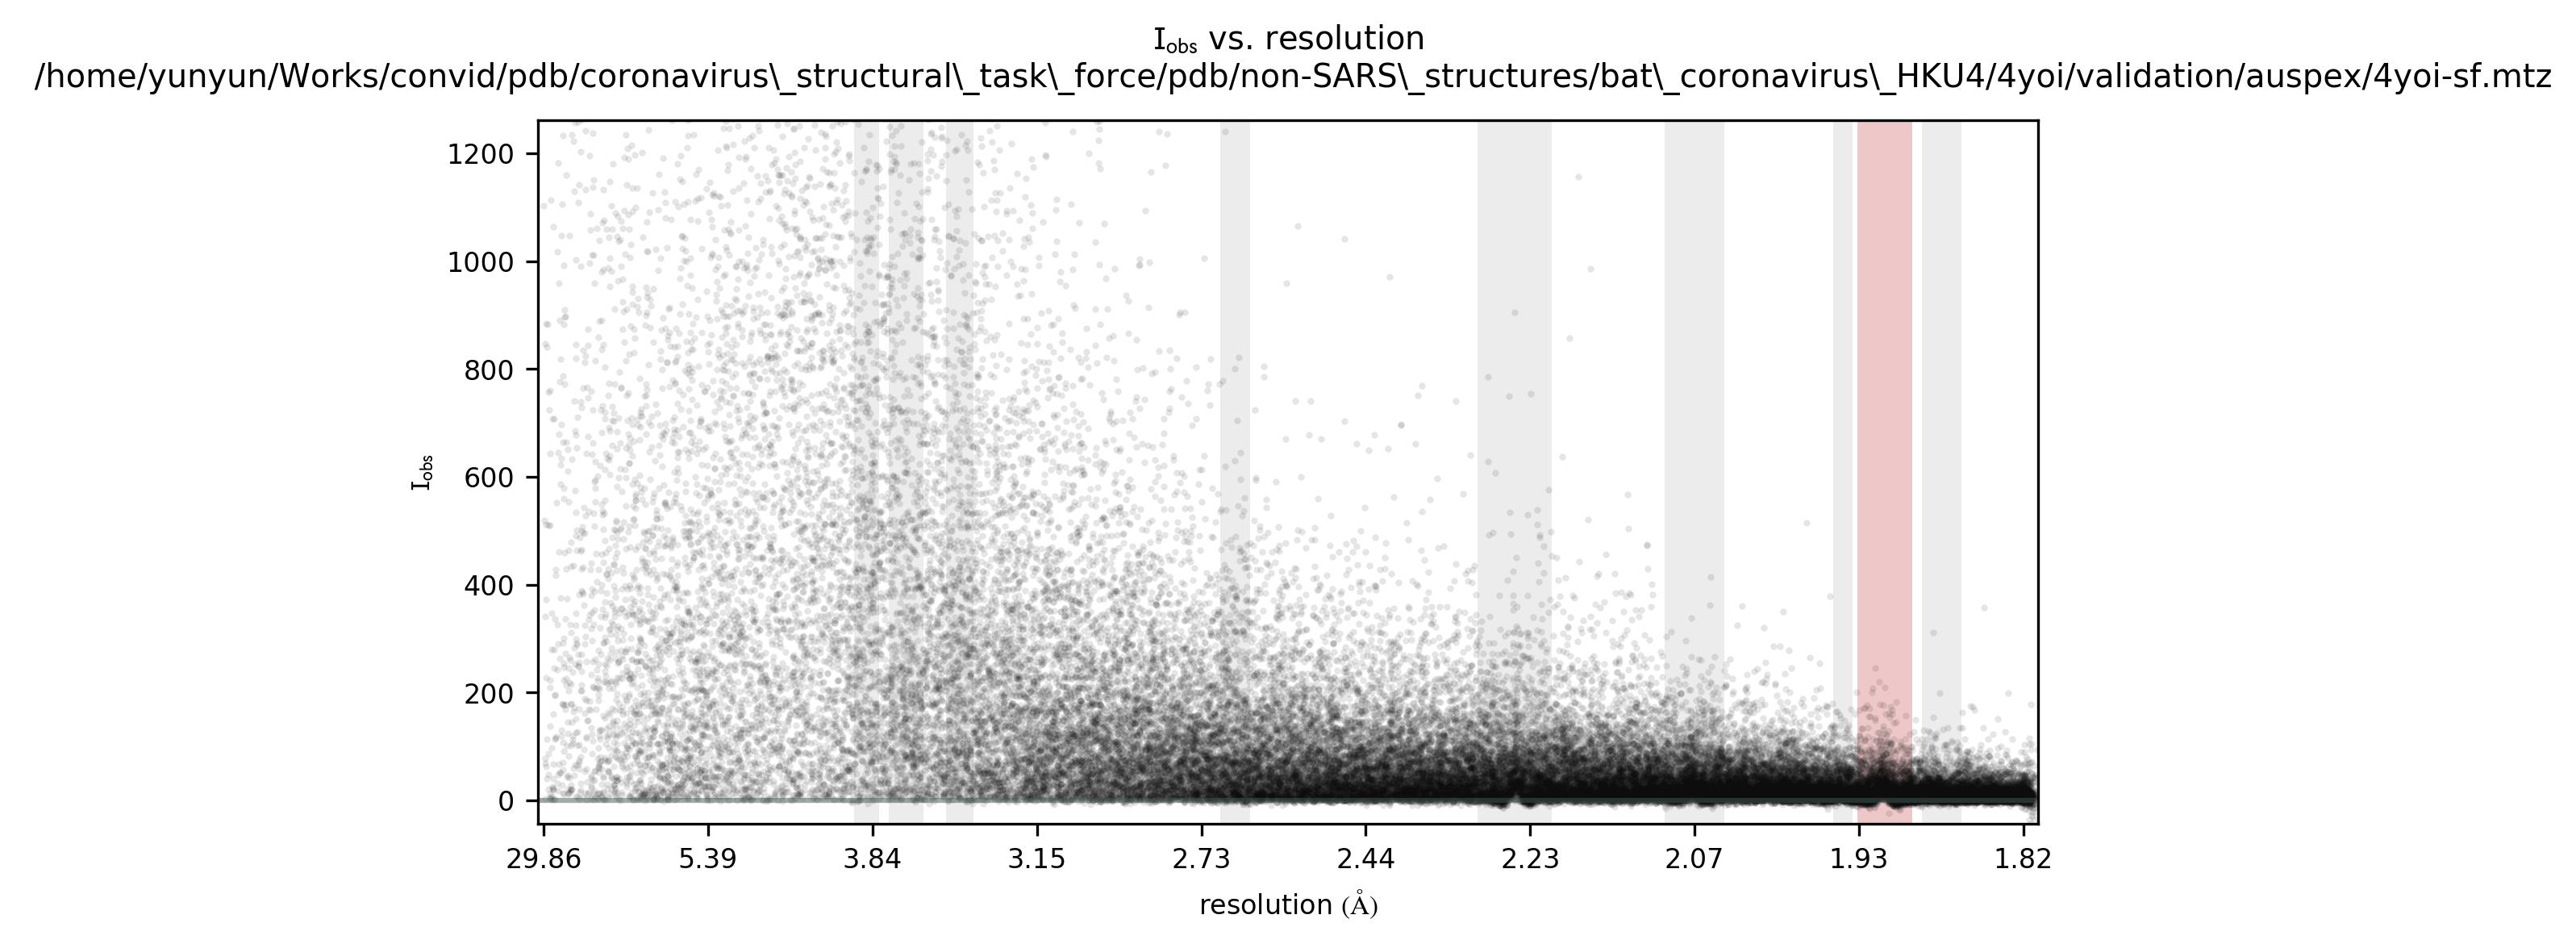 Iobs vs. resolution
/home/yunyun/Works/convid/pdb/coronavirus\_structural\_task\_force/pdb/non-SARS\_structures/bat\_coronavirus\_HKU4/4yoi/validation/auspex/4yoi-sf.mtz
1200
1000
800
600
400
200
0
Iobs
29.86 5.39 3.84 3.15 2.73 2.44 2.23 2.07 1.93 1.82
resolution (Å)